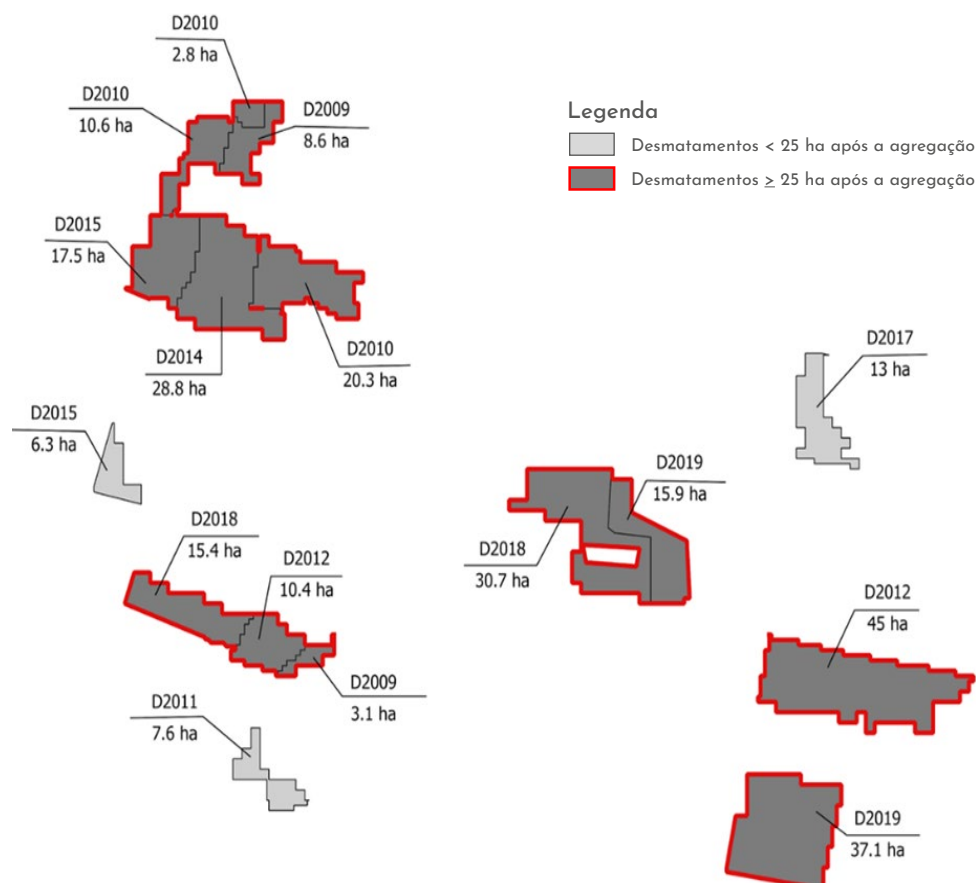 D2010
2.8 ha
D2010
10.6 ha
D2009
8.6 ha
Legenda
Desmatamentos < 25 ha após a agregação
Desmatamentos ≥ 25 ha após a agregação
D2015
17.5 ha
D2014
28.8 ha
D2010
20.3 ha
D2017
13 ha
D2015
6.3 ha
D2019
15.9 ha
D2018
30.7 ha
D2018
15.4 ha
D2012
10.4 ha
D2012
45 ha
D2009
3.1 ha
D2011
7.6 ha
D2019
37.1 ha